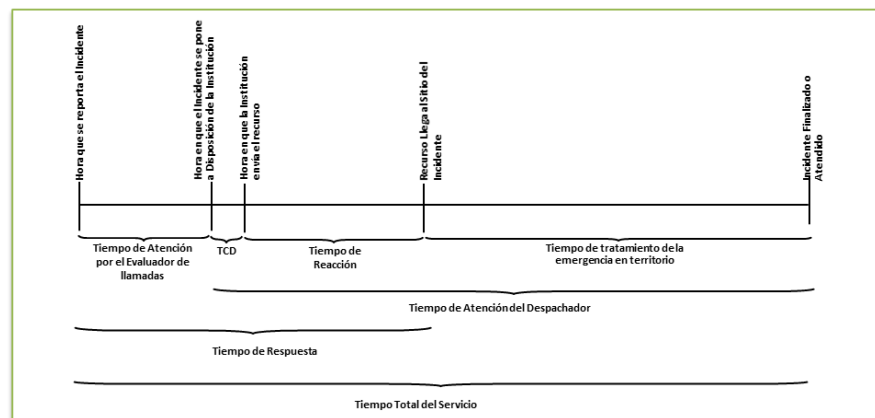 Hora que se reporta el Incidente
Hora en que el Incidente se pone
a Disposición de la Institución
Hora en que la Institución
envía el recurso
Recurso Llega al Sitio del
Incidente
Incidente Finalizado o
Atendido
Tiempo de Atención
por el Evaluador de
llamadas
TCD
Tiempo de
Reacción
Tiempo de tratamiento de la
emergencia en territorio
Tiempo de Atención del Despachador
Tiempo de Respuesta
Tiempo Total del Servicio